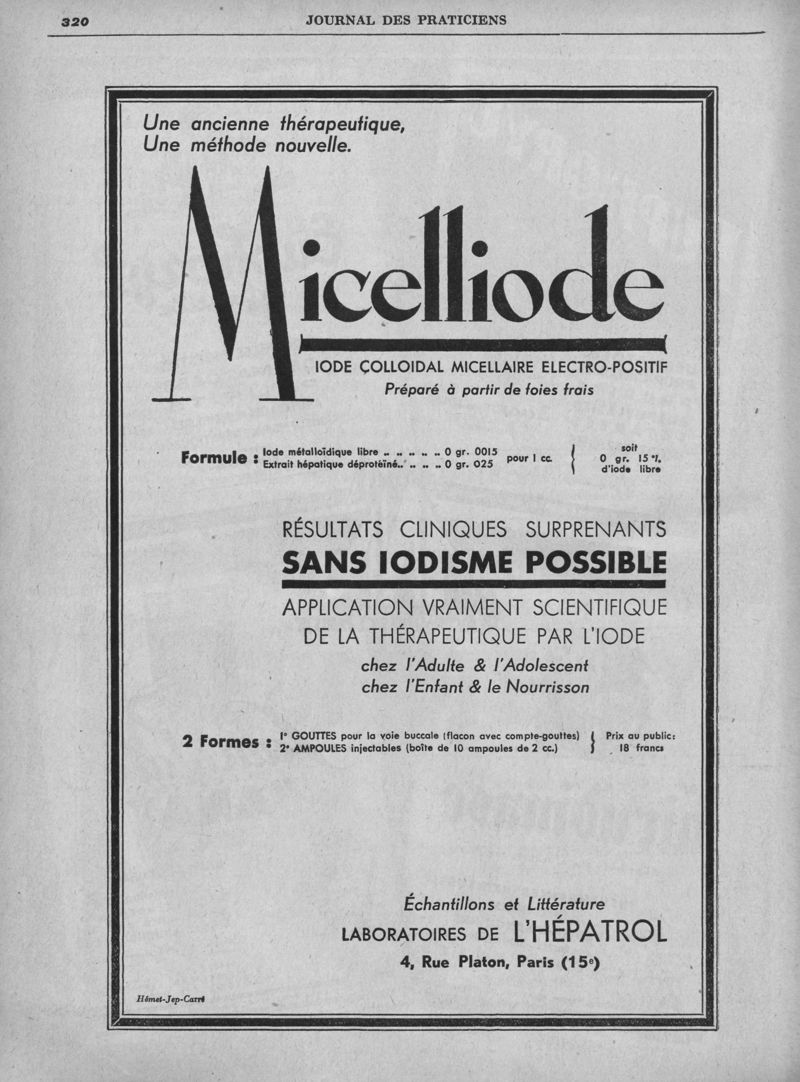 320
JOURNAL DES PRATICIENS
Une ancienne thérapeutique,
Une méthode nouvelle.
Micelliode
IODE COLLOIDAL MICELLAIRE ELECTRO-POSITIF
Préparé à partir de foies frais
Formule : Iode métalloïdique libre .. .. .. .. .. 0 gr. 0015
Extrait hépatique déprotéïné.. .. .. .. 0 gr. 025
pour 1 cc.
soit
0 gr. 15 %
d'iode libre
RÉSULTATS CLINIQUES SURPRENANTS
SANS IODISME POSSIBLE
APPLICATION VRAIMENT SCIENTIFIQUE
DE LA THÉRAPEUTIQUE PAR L'IODE
chez l'Adulte & l'Adolescent
chez l'Enfant & le Nourrisson
2 Formes : 1° GOUTTES pour la voie buccale (flacon avec compte-gouttes)
2° AMPOULES injectables (boîte de 10 ampoules de 2 cc.)
Prix au public:
18 francs
Échantillons et Littérature
LABORATOIRES DE L'HÉPATROL
4, Rue Platon, Paris (15e)
Hémet-Jep-Carré